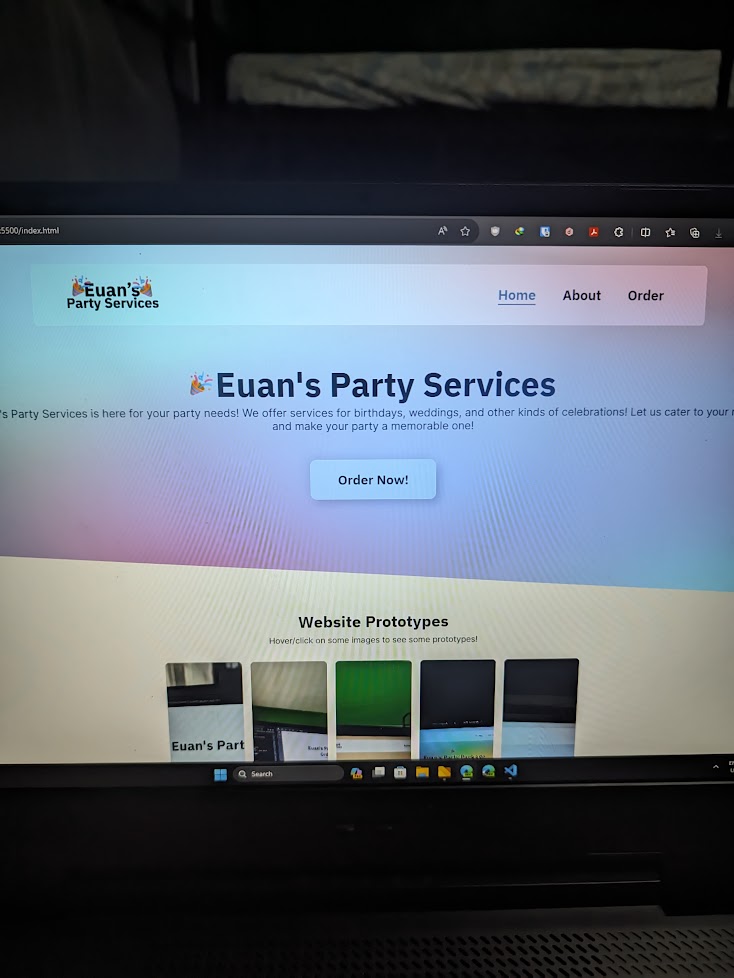 5500/index.html
Euan's
Party Services
Home
About
Order
Euan's Party Services
's Party Services is here for your party needs! We offer services for birthdays, weddings, and other kinds of celebrations! Let us cater to your
and make your party a memorable one!
Order Now!
Website Prototypes
Hover/click on some images to see some prototypes!
Euan's Part
Search